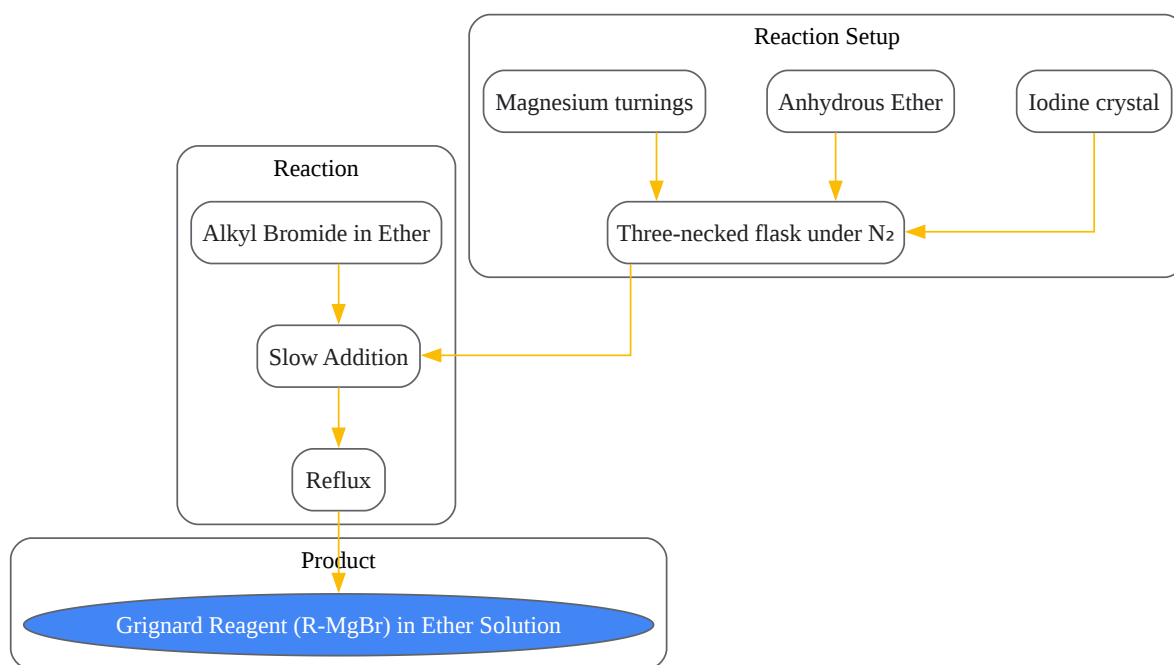 Reaction Setup
Magnesium turnings
Anhydrous Ether
Iodine crystal
Three-necked flask under N₂
Reaction
Alkyl Bromide in Ether
Slow Addition
Reflux
Product
Grignard Reagent (R-MgBr) in Ether Solution